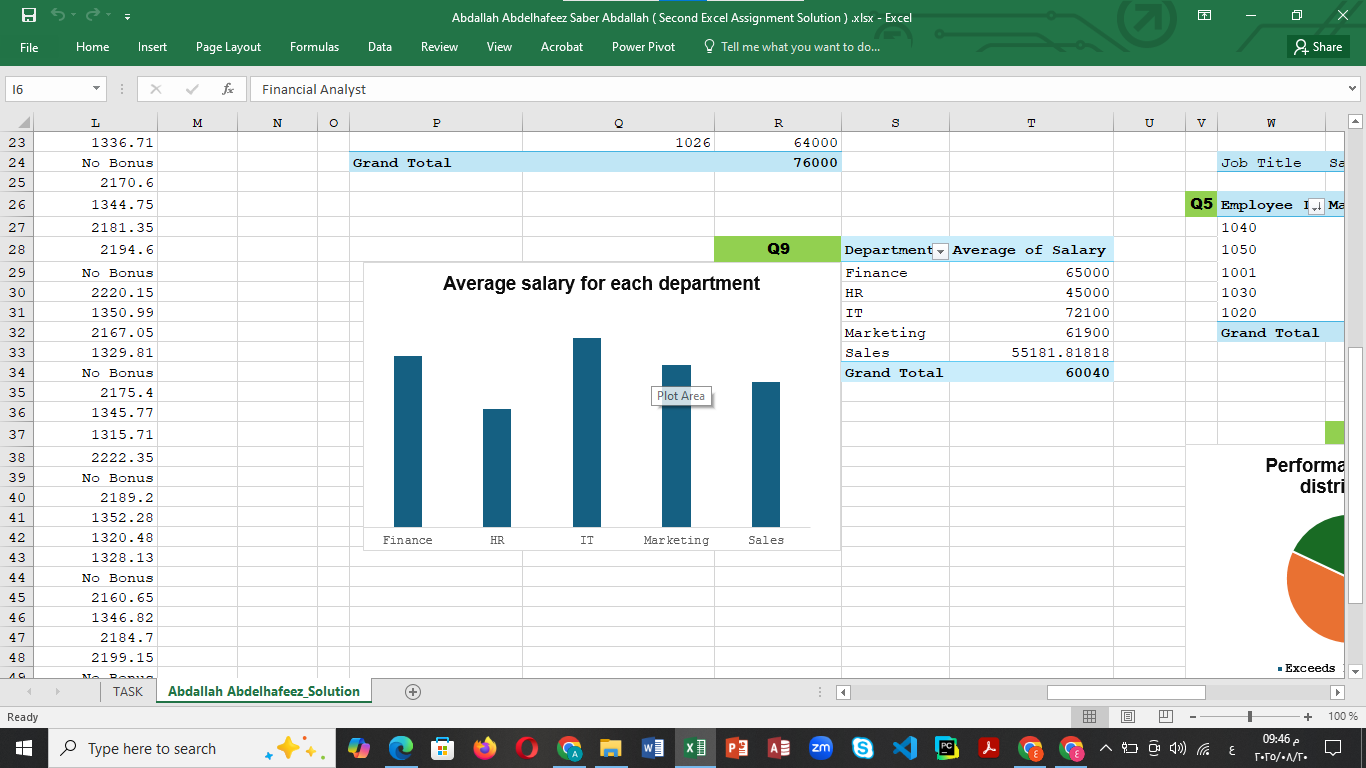 Abdallah Abdelhafeez Saber Abdallah ( Second Excel Assignment Solution ) .xlsx - Excel
File Home Insert Page Layout Formulas Data Review View Acrobat Power Pivot Tell me what you want to do... Share
I6 fx Financial Analyst
L M N O P Q R S T U V W
23 1336.71 1026 64000
24 No Bonus Grand Total 76000 Job Title Sa
25 2170.6
26 1344.75 Q5 Employee I Ma
27 2181.35 1040
28 2194.6 Q9 Department Average of Salary 1050
29 No Bonus Finance 65000 1001
30 2220.15 HR 45000 1030
31 1350.99 IT 72100 1020
32 2167.05 Marketing 61900 Grand Total
33 1329.81 Sales 55181.81818
34 No Bonus Grand Total 60040
35 2175.4
36 1345.77
37 1315.71
38 2222.35
39 No Bonus
40 2189.2
41 1352.28
42 1320.48
43 1328.13
44 No Bonus
45 2160.65
46 1346.82
47 2184.7
48 2199.15
49 No Bonus
Average salary for each department
Plot Area
Finance HR IT Marketing Sales
Performa
distri
Exceeds
TASK Abdallah Abdelhafeez_Solution
Ready 100 %
Type here to search
ع
09:46 م
٢٠٢٥/٠٨/٢٠